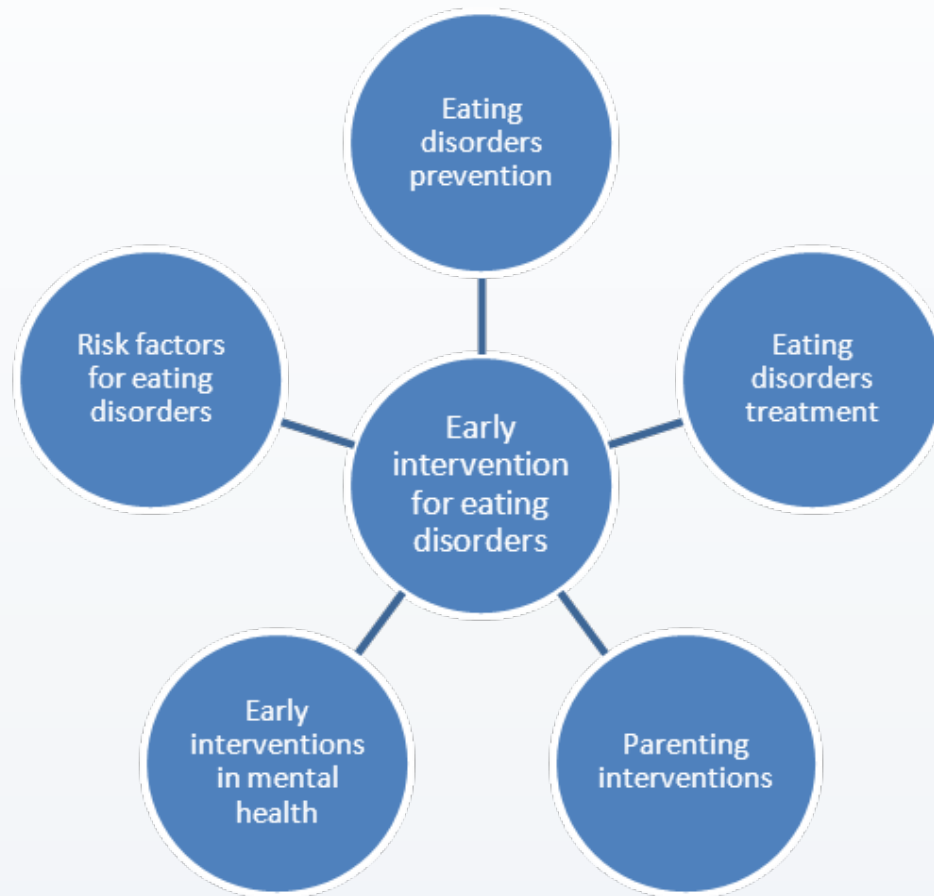 Eating
disorders
prevention
Risk factors
for eating
disorders
Eating
disorders
treatment
Early
intervention
for eating
disorders
Early
interventions
in mental
health
Parenting
interventions